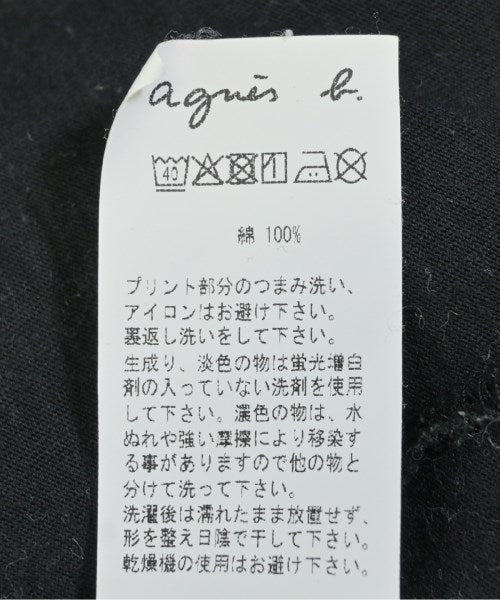 agnès b.
40
綿 100%
プリント部分のつまみ洗い、
アイロンはお避け下さい。
裏返し洗いをして下さい。
生成り、淡色の物は蛍光増白
剤の入っていない洗剤を使用
して下さい。濃色の物は、水
ぬれや強い摩擦により移染す
る事がありますので他の物と
分けて洗って下さい。
洗濯後は濡れたまま放置せず、
形を整え日陰で干して下さい。
乾燥機の使用はお避け下さい。